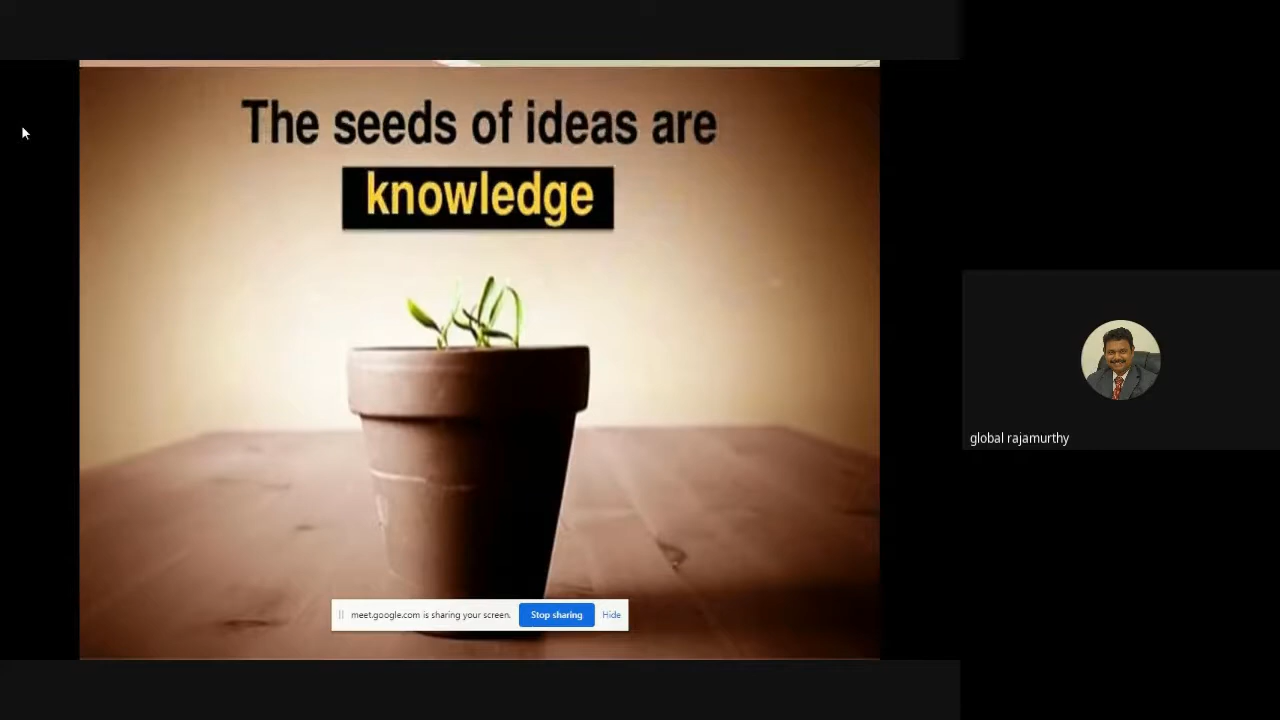 The seeds of ideas are
knowledge
meet.google.com is sharing your screen. Stop sharing Hide
global rajamurthy